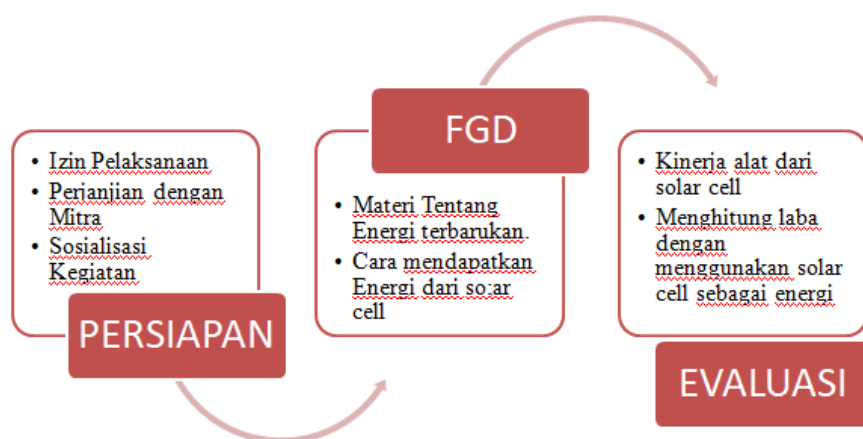 • Izin Pelaksanaan
• Perjanjian dengan
Mitra
• Sosialisasi
Kegiatan
PERSIAPAN
FGD
• Materi Tentang
Energi terbarukan.
• Cara mendapatkan
Energi dari so:ar
cell
• Kinerja alat dari
solar cell
• Menghitung laba
dengan
menggunakan solar
cell sebagai energi
EVALUASI